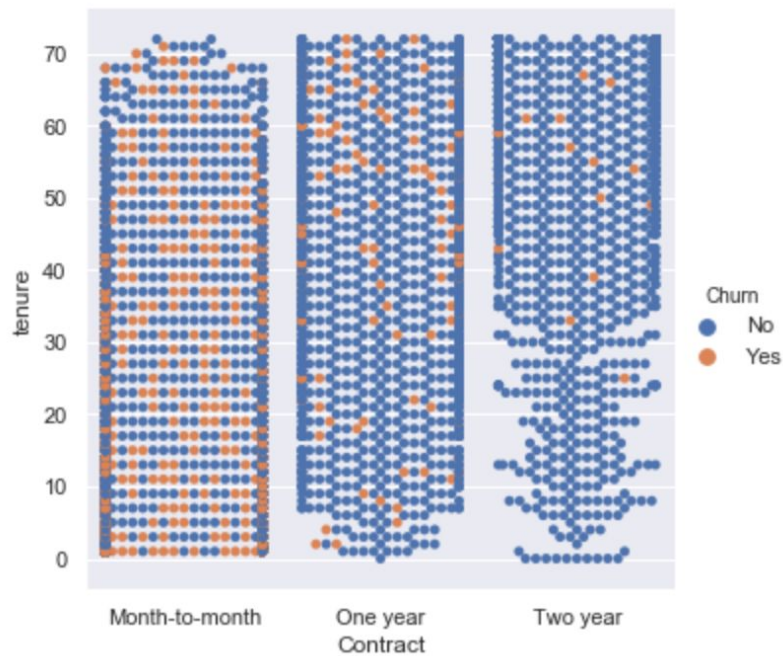 70
60
50
40
30
20
10
0
tenure
Month-to-month
One year
Two year
Contract
Churn
No
Yes